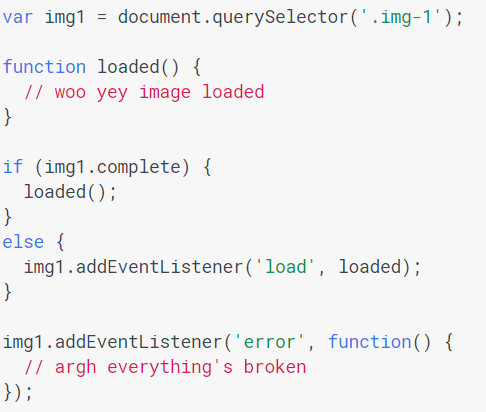 var img1 = document.querySelector('.img-1');
function loaded() {
  // woo yey image loaded
}
if (img1.complete) {
  loaded();
}
else {
  img1.addEventListener('load', loaded);
}
img1.addEventListener('error', function() {
  // argh everything's broken
});